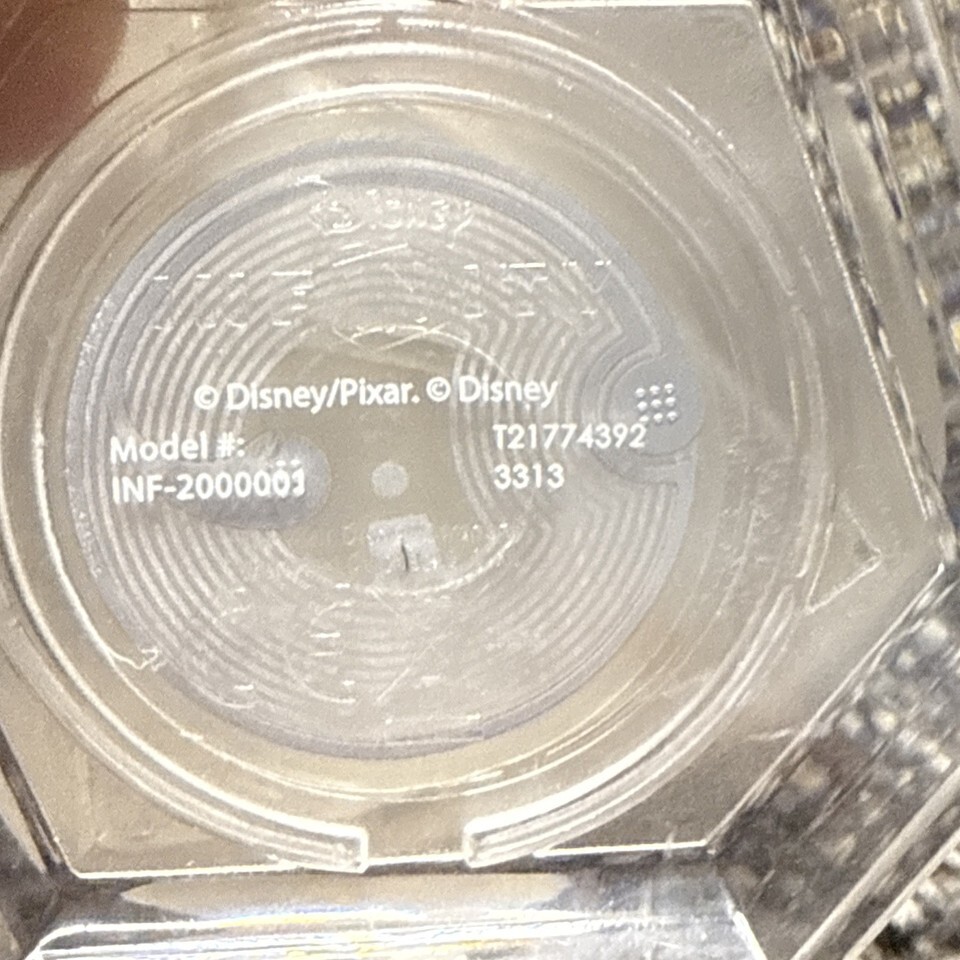 © Disney/Pixar. © Disney
Model #:
INF-2000001
T21774392
3313